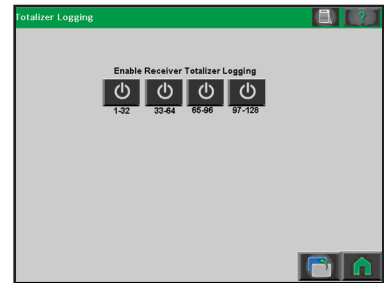 Totalizer Logging
?
Enable Receiver Totalizer Logging
1-32 33-64 65-96 97-128